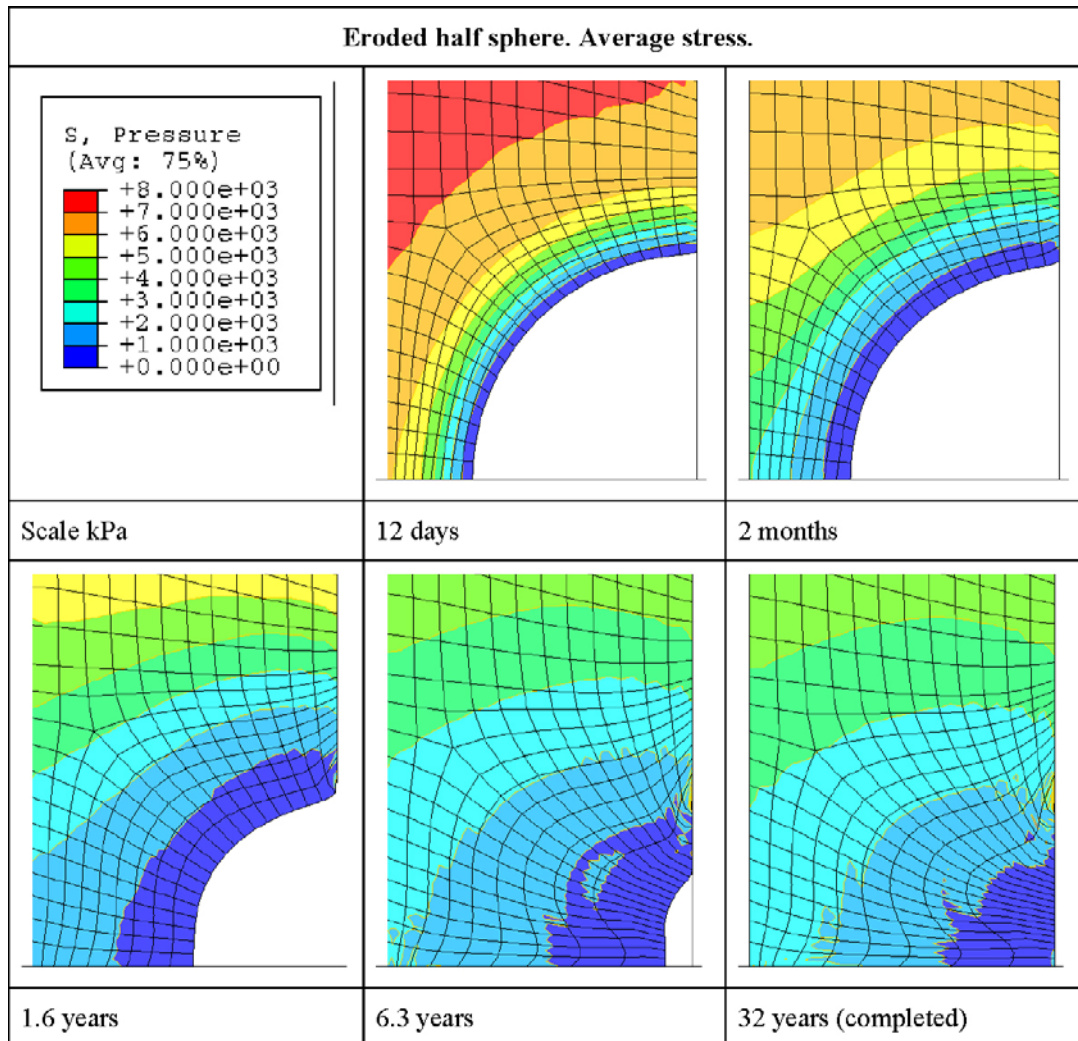 Eroded half sphere. Average stress.
S, Pressure
(Avg: 75%)
+8.000e+03
+7.000e+03
+6.000e+03
+5.000e+03
+4.000e+03
+3.000e+03
+2.000e+03
+1.000e+03
+0.000e+00
Scale kPa
12 days
2 months
1.6 years
6.3 years
32 years (completed)